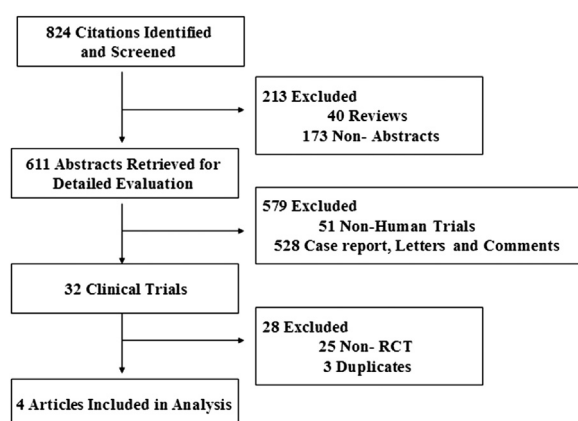 824 Citations Identified
and Screened
213 Excluded
40 Reviews
173 Non- Abstracts
611 Abstracts Retrieved for
Detailed Evaluation
579 Excluded
51 Non-Human Trials
528 Case report, Letters and Comments
32 Clinical Trials
28 Excluded
25 Non- RCT
3 Duplicates
4 Articles Included in Analysis